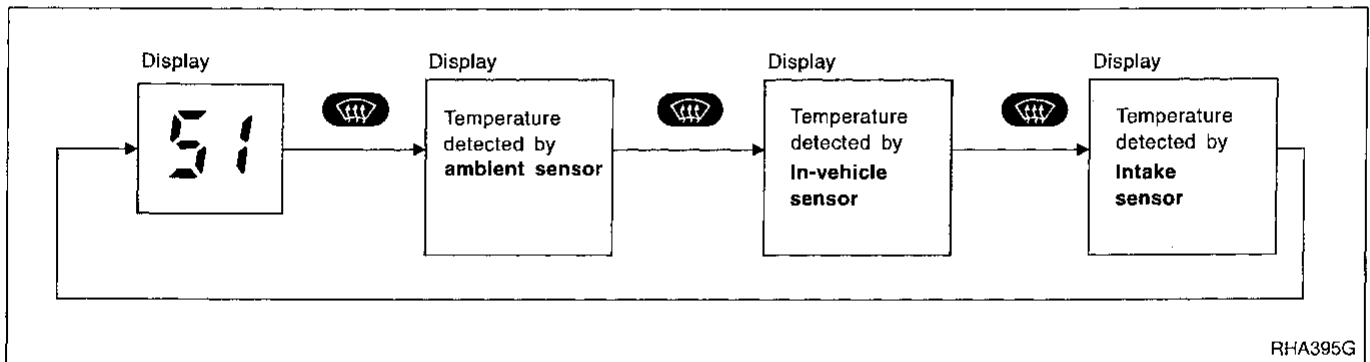 Display
51
Display
Temperature
detected by
ambient sensor
Display
Temperature
detected by
In-vehicle
sensor
Display
Temperature
detected by
Intake
sensor
RHA395G